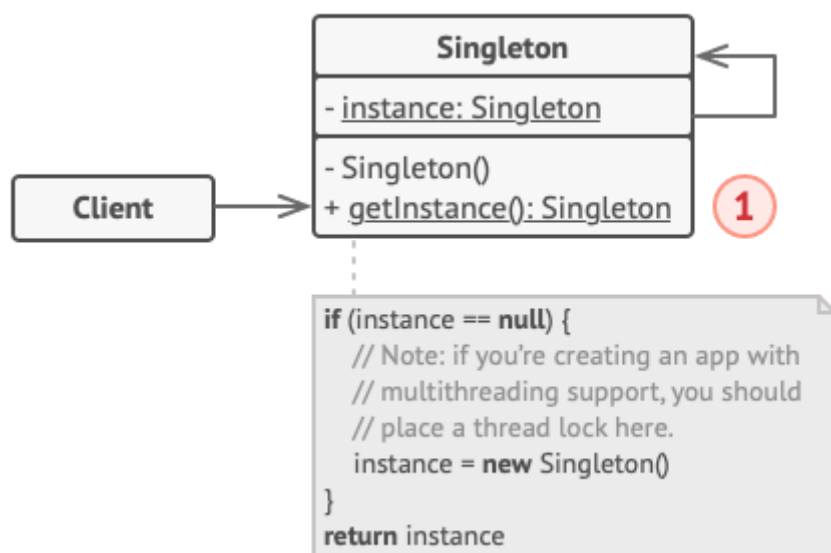 Singleton
- instance: Singleton
- Singleton()
+ getInstance(): Singleton
Client
1
if (instance == null) {
// Note: if you’re creating an app with
// multithreading support, you should
// place a thread lock here.
instance = new Singleton()
}
return instance